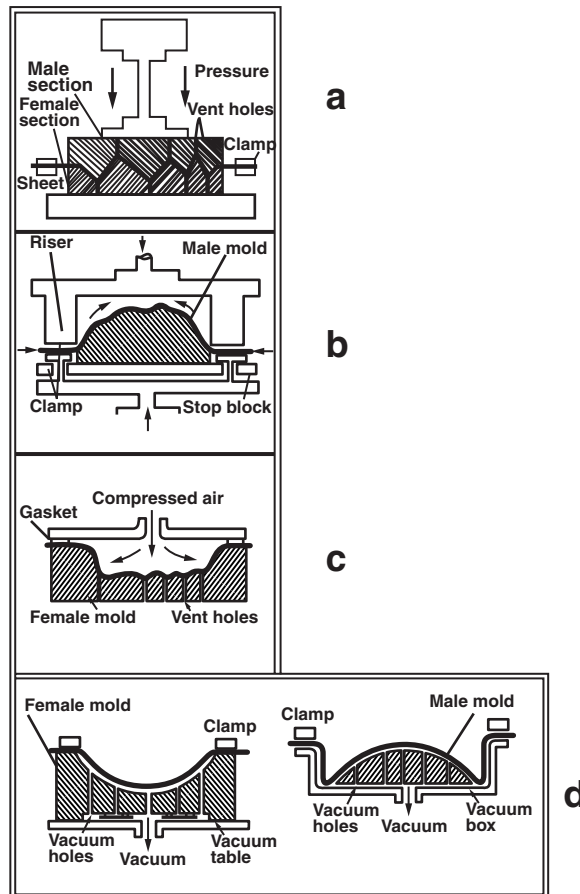 Male
section
Pressure
Female
section
Vent holes
Clamp
Sheet
a
Riser
Male mold
b
Clamp
Stop block
Compressed air
Gasket
c
Female mold
Vent holes
Female mold
Clamp
Vacuum
holes
Vacuum
Vacuum
table
Clamp
Male mold
d
Vacuum
holes
Vacuum
Vacuum
box